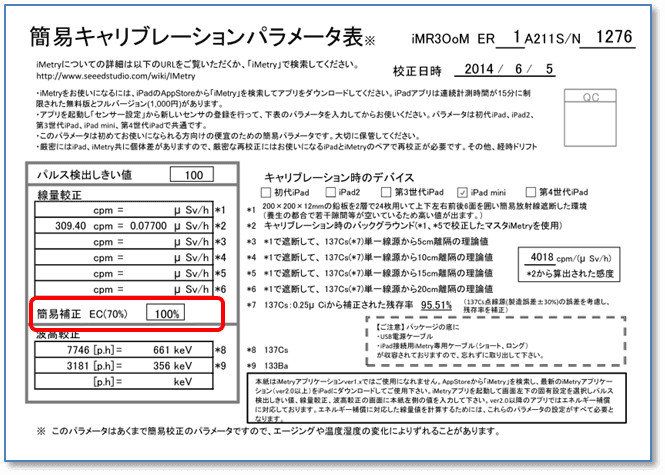 簡易キャリブレーションパラメータ表※
iMR3OoM ER 1 A211S/N 1276
iMetryについての詳細は以下のURLをご覧いただくか、「iMetry」で検索してください。
http://www.seeedstudio.com/wiki/IMetry
校正日時 2014 / 6 / 5
・iMetryをお使いになるには、iPadのAppStoreから「iMetry」を検索してアプリをダウンロードしてください。iPadアプリは連続計測時間が15分に制
限された無料版とフルバージョン(1,000円)があります。
・アプリを起動し「センサー設定」から新しいセンサの登録を行って、下表のパラメータを入力してからお使いください。パラメータは初代iPad、iPad2、
第3世代iPad、iPad mini、第4世代iPadで共通です。
・このパラメータは初めてお使いになられる方向けの便宜のための簡易パラメータです。大切に保管してください。
・厳密にはiPad、iMetry共に個体差がありますので、厳密な再校正にはお使いになるiPadとiMetryのペアで再校正が必要です。その他、経時ドリフト
QC
パルス検出しきい値 100
線量較正
cpm = μ Sv/h *1
309.40 cpm = 0.07700 μ Sv/h *2
cpm = μ Sv/h *3
cpm = μ Sv/h *4
cpm = μ Sv/h *5
cpm = μ Sv/h *6
簡易補正 EC(70%) 100%
波高較正
7746 [p.h]= 661 keV *8
3181 [p.h]= 356 keV *9
[p.h]= keV
キャリブレーション時のデバイス
初代iPad iPad2 第3世代iPad ✓ iPad mini 第4世代iPad
*1 200×200×12mmの鉛板を2層で24枚用いて上下左右前後6面を囲い簡易放射線遮蔽した環境
(養生の都合で若干隙間等が空いているため高い値が出ます。)
*2 キャリブレーション時のバックグラウンド(*1、*5で校正したマスタiMetryを使用)
*3 *1で遮断して、137Cs(*7)単一線源から5cm離隔の理論値
*4 *1で遮断して、137Cs(*7)単一線源から10cm離隔の理論値
*5 *1で遮断して、137Cs(*7)単一線源から15cm離隔の理論値
*6 *1で遮断して、137Cs(*7)単一線源から20cm離隔の理論値
4018 cpm/(μ Sv/h)
*2から算出された感度
*7 137Cs:0.25μ Ciから補正された残存率 95.51% (137Cs点線源(製造誤差±30%)の誤差を考慮し、
残存率を補正)
*8 137Cs
*9 133Ba
【ご注意】パッケージの底に
・USB電源ケーブル
・iPad接続用iMetry専用ケーブル(ショート、ロング)
が収容されておりますので、忘れずに取り出して下さい。
本紙はiMetryアプリケーションver1.xではご使用になれません。AppStoreから「iMetry」を検索し、最新のiMetryアプリケー
ション(ver2.0以上)をiPadにダウンロードしてご使用下さい。iMetryアプリを起動して画面左下の固有設定を選択しパルス
検出しきい値、線量較正、波高較正の画面に本紙左側の値を入力して下さい。ver2.0以降のアプリではエネルギー補償
に対応しております。エネルギー補償に対応した線量値を計算するためには、これらのパラメータの設定がすべて必要と
なります。
※ このパラメータはあくまで簡易校正のパラメータですので、エージングや温度湿度の変化によりずれることがあります。